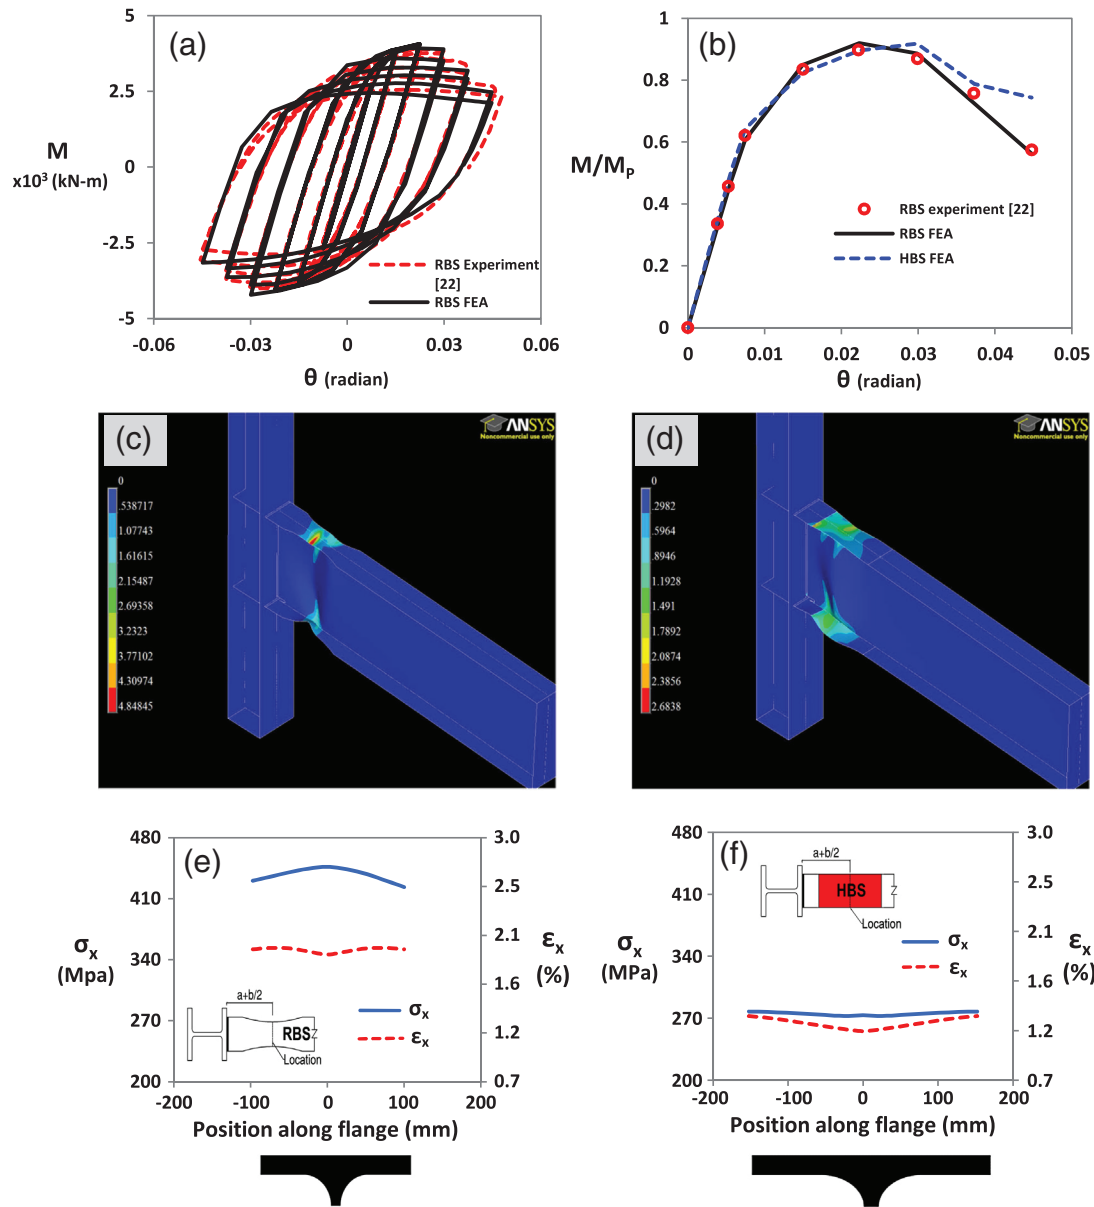 (a)
5
2.5
0
-2.5
-5
M
x10³ (kN-m)
-0.06
-0.03
0
0.03
0.06
θ (radian)
RBS Experiment
[22]
RBS FEA
(b)
1
0.8
0.6
0.4
0.2
0
M/MP
0
0.01
0.02
0.03
0.04
0.05
θ (radian)
RBS experiment [22]
RBS FEA
HBS FEA
(c)
ANSYS
Noncommercial use only
0
.538717
1.07743
1.61615
2.15487
2.69358
3.2323
3.77102
4.30974
4.84845
(d)
ANSYS
Noncommercial use only
0
.2982
.5964
.8946
1.1928
1.491
1.7892
2.0874
2.3856
2.6838
(e)
480
410
340
270
200
σx
(Mpa)
3.0
2.5
2.1
1.6
1.2
0.7
εx
(%)
σx
εx
a+b/2
RBS
Location
-200
-100
0
100
200
Position along flange (mm)
(f)
480
410
340
270
200
σx
(MPa)
3.0
2.5
2.1
1.6
1.2
0.7
εx
(%)
a+b/2
HBS
Location
σx
εx
-200
-100
0
100
200
Position along flange (mm)